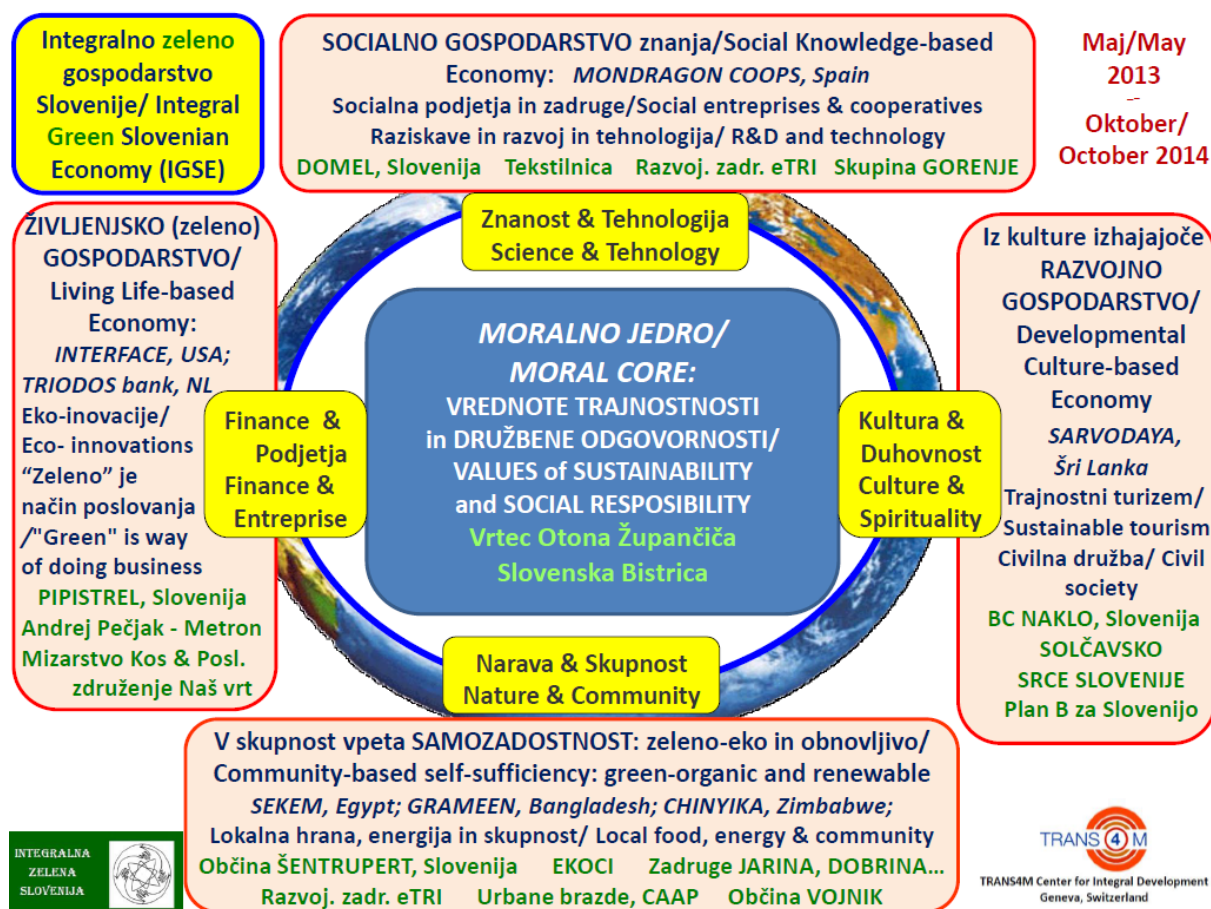 Integralno zeleno
gospodarstvo
Slovenije/ Integral
Green Slovenian
Economy (IGSE)
SOCIALNO GOSPODARSTVO znanja/Social Knowledge-based
Economy: MONDRAGON COOPS, Spain
Socialna podjetja in zadruge/Social entreprises & cooperatives
Raziskave in razvoj in tehnologija/ R&D and technology
DOMEL, Slovenija Tekstilnica Razvoj. zadr. eTRI Skupina GORENJE
Maj/May
2013
--
Oktober/
October 2014
ŽIVLJENJSKO (zeleno)
GOSPODARSTVO/
Living Life-based
Economy:
INTERFACE, USA;
TRIODOS bank, NL
Eko-inovacije/
Eco- innovations
“Zeleno” je
način poslovanja
/"Green" is way
of doing business
PIPISTREL, Slovenija
Andrej Pečjak - Metron
Mizarstvo Kos & Posl.
združenje Naš vrt
Znanost & Tehnologija
Science & Tehnology
Finance &
Podjetja
Finance &
Entreprise
MORALNO JEDRO/
MORAL CORE:
VREDNOTE TRAJNOSTNOSTI
in DRUŽBENE ODGOVORNOSTI/
VALUES of SUSTAINABILITY
and SOCIAL RESPOSIBILITY
Vrtec Otona Župančiča
Slovenska Bistrica
Kultura &
Duhovnost
Culture &
Spirituality
Narava & Skupnost
Nature & Community
Iz kulture izhajajoče
RAZVOJNO
GOSPODARSTVO/
Developmental
Culture-based
Economy
SARVODAYA,
Šri Lanka
Trajnostni turizem/
Sustainable tourism
Civilna družba/ Civil
society
BC NAKLO, Slovenija
SOLČAVSKO
SRCE SLOVENIJE
Plan B za Slovenijo
V skupnost vpeta SAMOZADOSTNOST: zeleno-eko in obnovljivo/
Community-based self-sufficiency: green-organic and renewable
SEKEM, Egypt; GRAMEEN, Bangladesh; CHINYIKA, Zimbabwe;
Lokalna hrana, energija in skupnost/ Local food, energy & community
Občina ŠENTRUPERT, Slovenija EKOCI Zadruge JARINA, DOBRINA...
Razvoj. zadr. eTRI Urbane brazde, CAAP Občina VOJNIK
INTEGRALNA
ZELENA
SLOVENIJA
TRANS 4 M
TRANS4M Center for Integral Development
Geneva, Switzerland